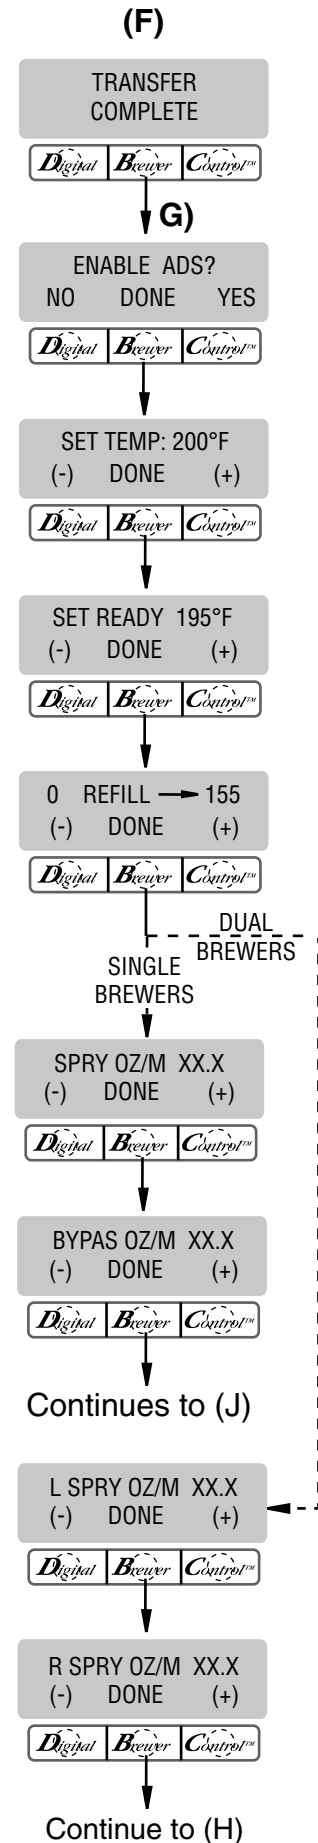 (F)
TRANSFER
COMPLETE
Digital Brewer Control™
G)
ENABLE ADS?
NO DONE YES
Digital Brewer Control™
SET TEMP: 200°F
(-) DONE (+)
Digital Brewer Control™
SET READY 195°F
(-) DONE (+)
Digital Brewer Control™
0 REFILL → 155
(-) DONE (+)
Digital Brewer Control™
DUAL
BREWERS
SINGLE
BREWERS
SPRY OZ/M XX.X
(-) DONE (+)
Digital Brewer Control™
BYPAS OZ/M XX.X
(-) DONE (+)
Digital Brewer Control™
Continues to (J)
L SPRY OZ/M XX.X
(-) DONE (+)
Digital Brewer Control™
R SPRY OZ/M XX.X
(-) DONE (+)
Digital Brewer Control™
Continue to (H)